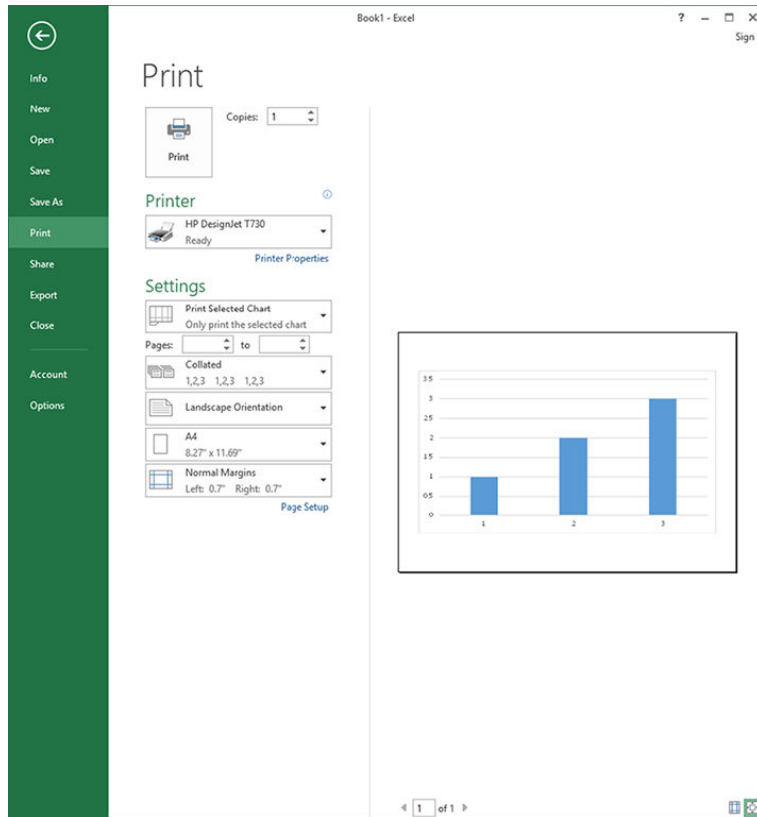 Book1 - Excel
?
Sign
Info
New
Open
Save
Save As
Print
Share
Export
Close
Account
Options
Print
Copies: 1
Print
Printer
HP DesignJet T730
Ready
Printer Properties
Settings
Print Selected Chart
Only print the selected chart
Pages: to
Collated
1,2,3 1,2,3 1,2,3
Landscape Orientation
A4
8.27" x 11.69"
Normal Margins
Left: 0.7" Right: 0.7"
Page Setup
3.5
3
2.5
2
1.5
1
0.5
0
1 2 3
1 of 1